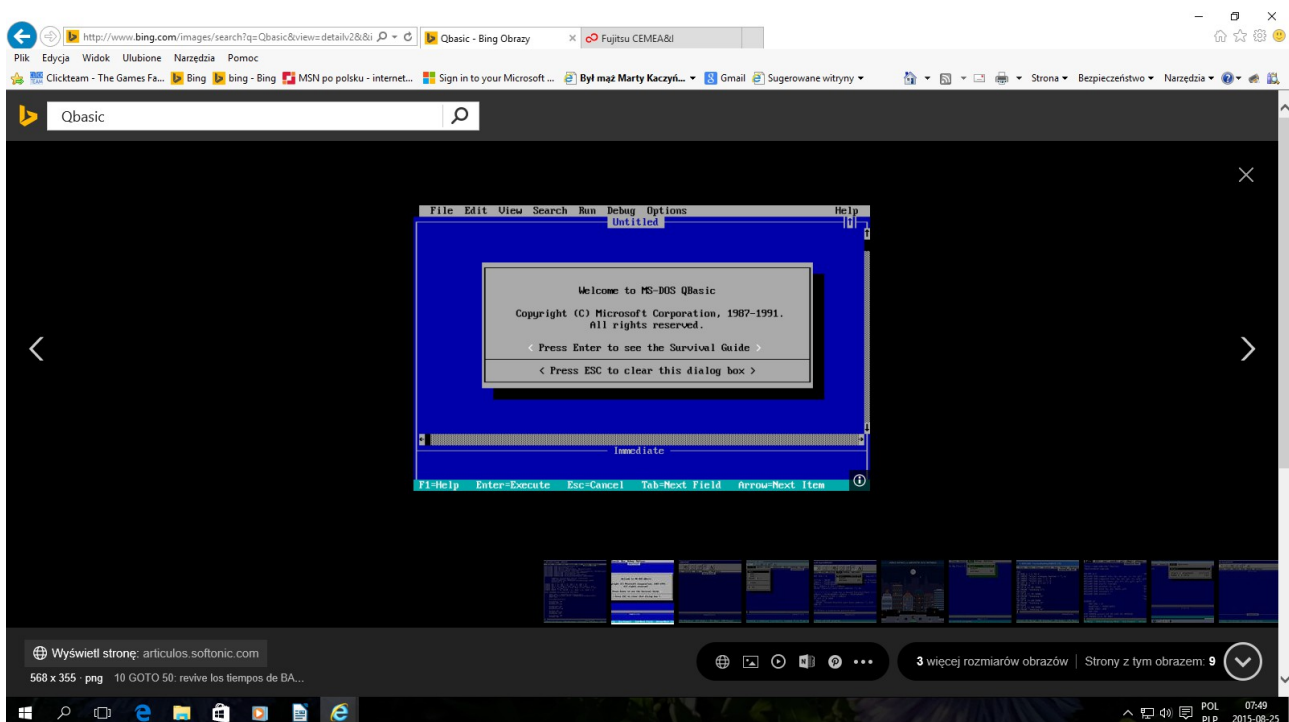 http://www.bing.com/images/search?q=Qbasic&view=detailv2&&i
Qbasic - Bing Obrazy
Fujitsu CEMEA&I
Plik Edycja Widok Ulubione Narzędzia Pomoc
Clickteam - The Games Fa... Bing bing - Bing MSN po polsku - internet... Sign in to your Microsoft ... Był mąż Marty Kaczyń... Gmail Sugerowane witryny Strona Bezpieczeństwo Narzędzia
Qbasic
File Edit View Search Run Debug Options Help
Untitled
Welcome to MS-DOS QBasic
Copyright (C) Microsoft Corporation, 1987-1991.
All rights reserved.
< Press Enter to see the Survival Guide >
< Press ESC to clear this dialog box >
Immediate
F1=Help Enter=Execute Esc=Cancel Tab=Next Field Arrow=Next Item
Wyświetl stronę: articulos.softonic.com
568 x 355 · png 10 GOTO 50: revive los tiempos de BA...
3 więcej rozmiarów obrazów | Strony z tym obrazem: 9
POL 07:49
PLP 2015-08-25